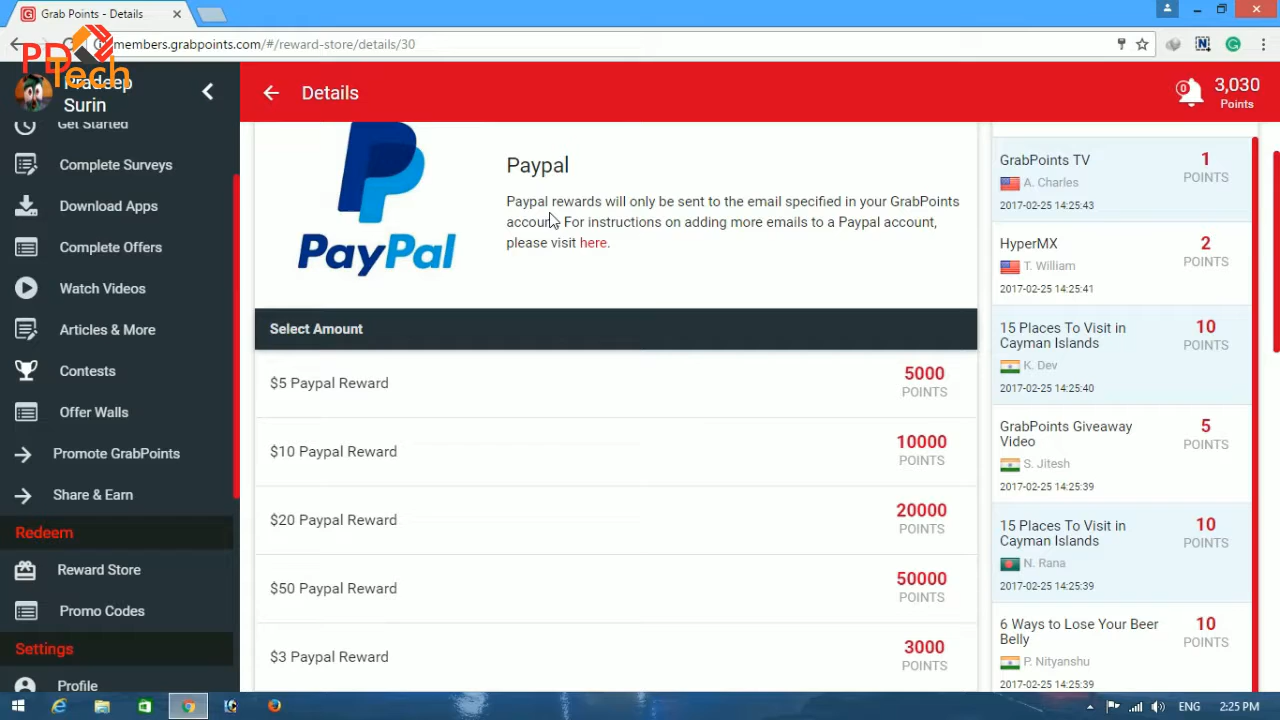 Grab Points - Details
members.grabpoints.com/#/reward-store/details/30
PD Tech
Pradeep
Surin
Get Started
Complete Surveys
Download Apps
Complete Offers
Watch Videos
Articles & More
Contests
Offer Walls
Promote GrabPoints
Share & Earn
Redeem
Reward Store
Promo Codes
Settings
Profile
Details
0
3,030
Points
PayPal
Paypal
Paypal rewards will only be sent to the email specified in your GrabPoints
account. For instructions on adding more emails to a Paypal account,
please visit here.
Select Amount
$5 Paypal Reward
5000
POINTS
$10 Paypal Reward
10000
POINTS
$20 Paypal Reward
20000
POINTS
$50 Paypal Reward
50000
POINTS
$3 Paypal Reward
3000
POINTS
GrabPoints TV
1
POINTS
A. Charles
2017-02-25 14:25:43
HyperMX
2
POINTS
T. William
2017-02-25 14:25:41
15 Places To Visit in
Cayman Islands
10
POINTS
K. Dev
2017-02-25 14:25:40
GrabPoints Giveaway
Video
5
POINTS
S. Jitesh
2017-02-25 14:25:39
15 Places To Visit in
Cayman Islands
10
POINTS
N. Rana
2017-02-25 14:25:39
6 Ways to Lose Your Beer
Belly
10
POINTS
P. Nityanshu
2017-02-25 14:25:39
ENG
2:25 PM